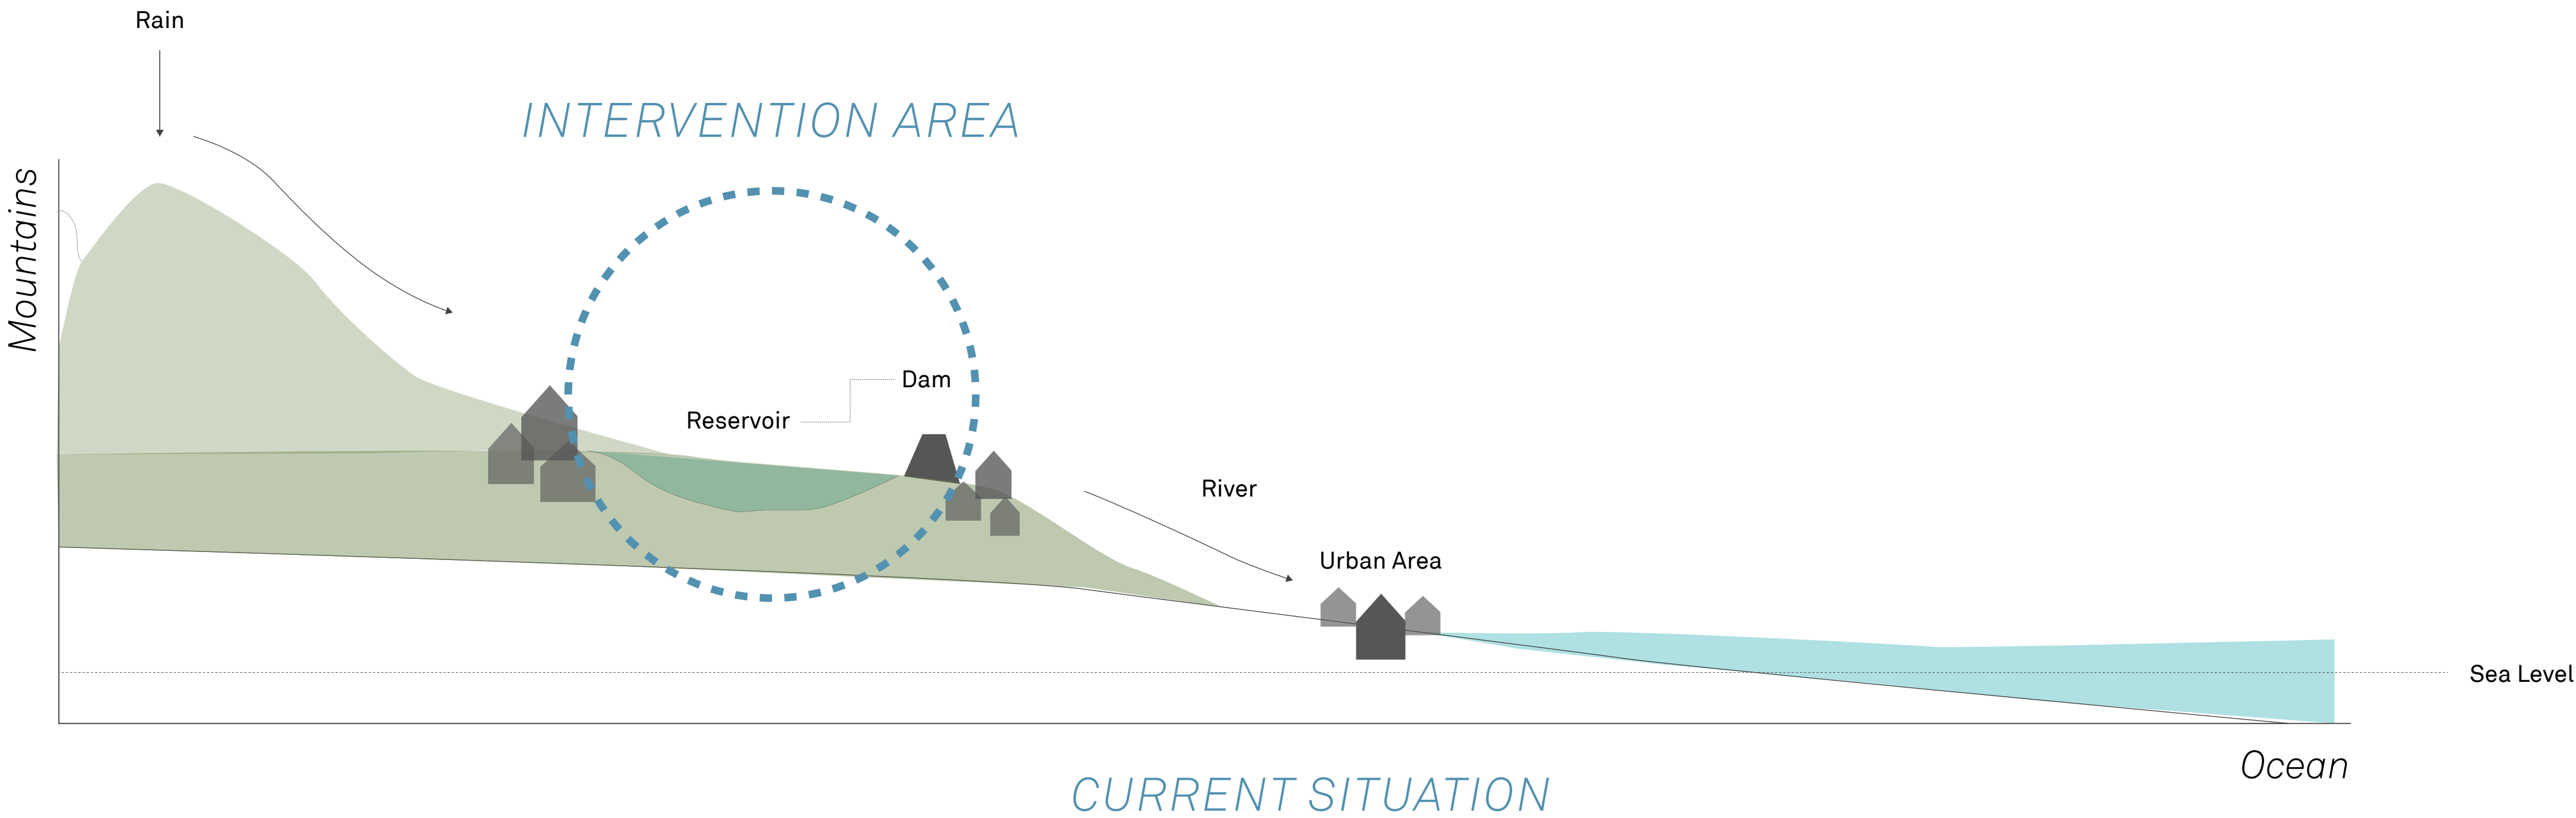 Rain
INTERVENTION AREA
Mountains
Dam
Reservoir
River
Urban Area
Sea Level
Ocean
CURRENT SITUATION